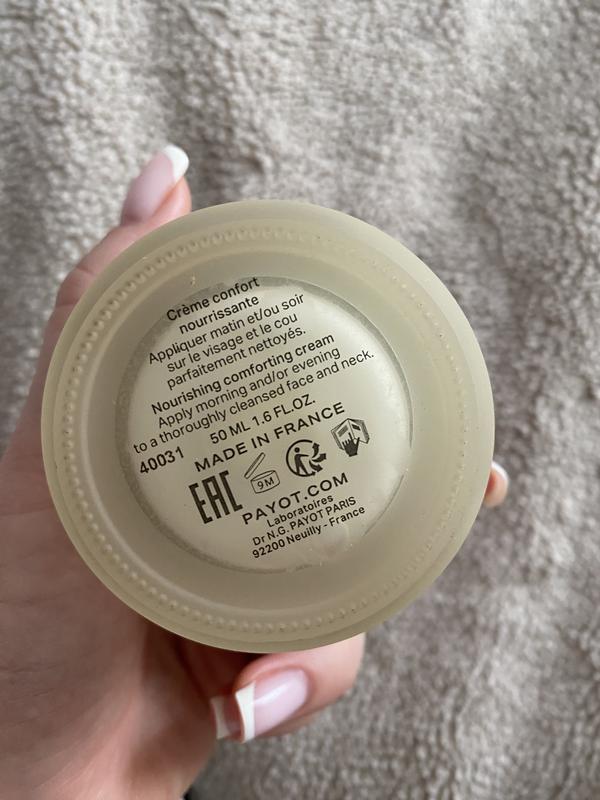 Crème confort
nourrissante
Appliquer matin et/ou soir
sur le visage et le cou
parfaitement nettoyés.
Nourishing comforting cream
Apply morning and/or evening
to a thoroughly cleansed face and neck.
50 ML 1.6 FL.OZ.
40031
MADE IN FRANCE
EAC
9M
PAYOT.COM
Laboratoires
Dr N.G. PAYOT PARIS
92200 Neuilly - France